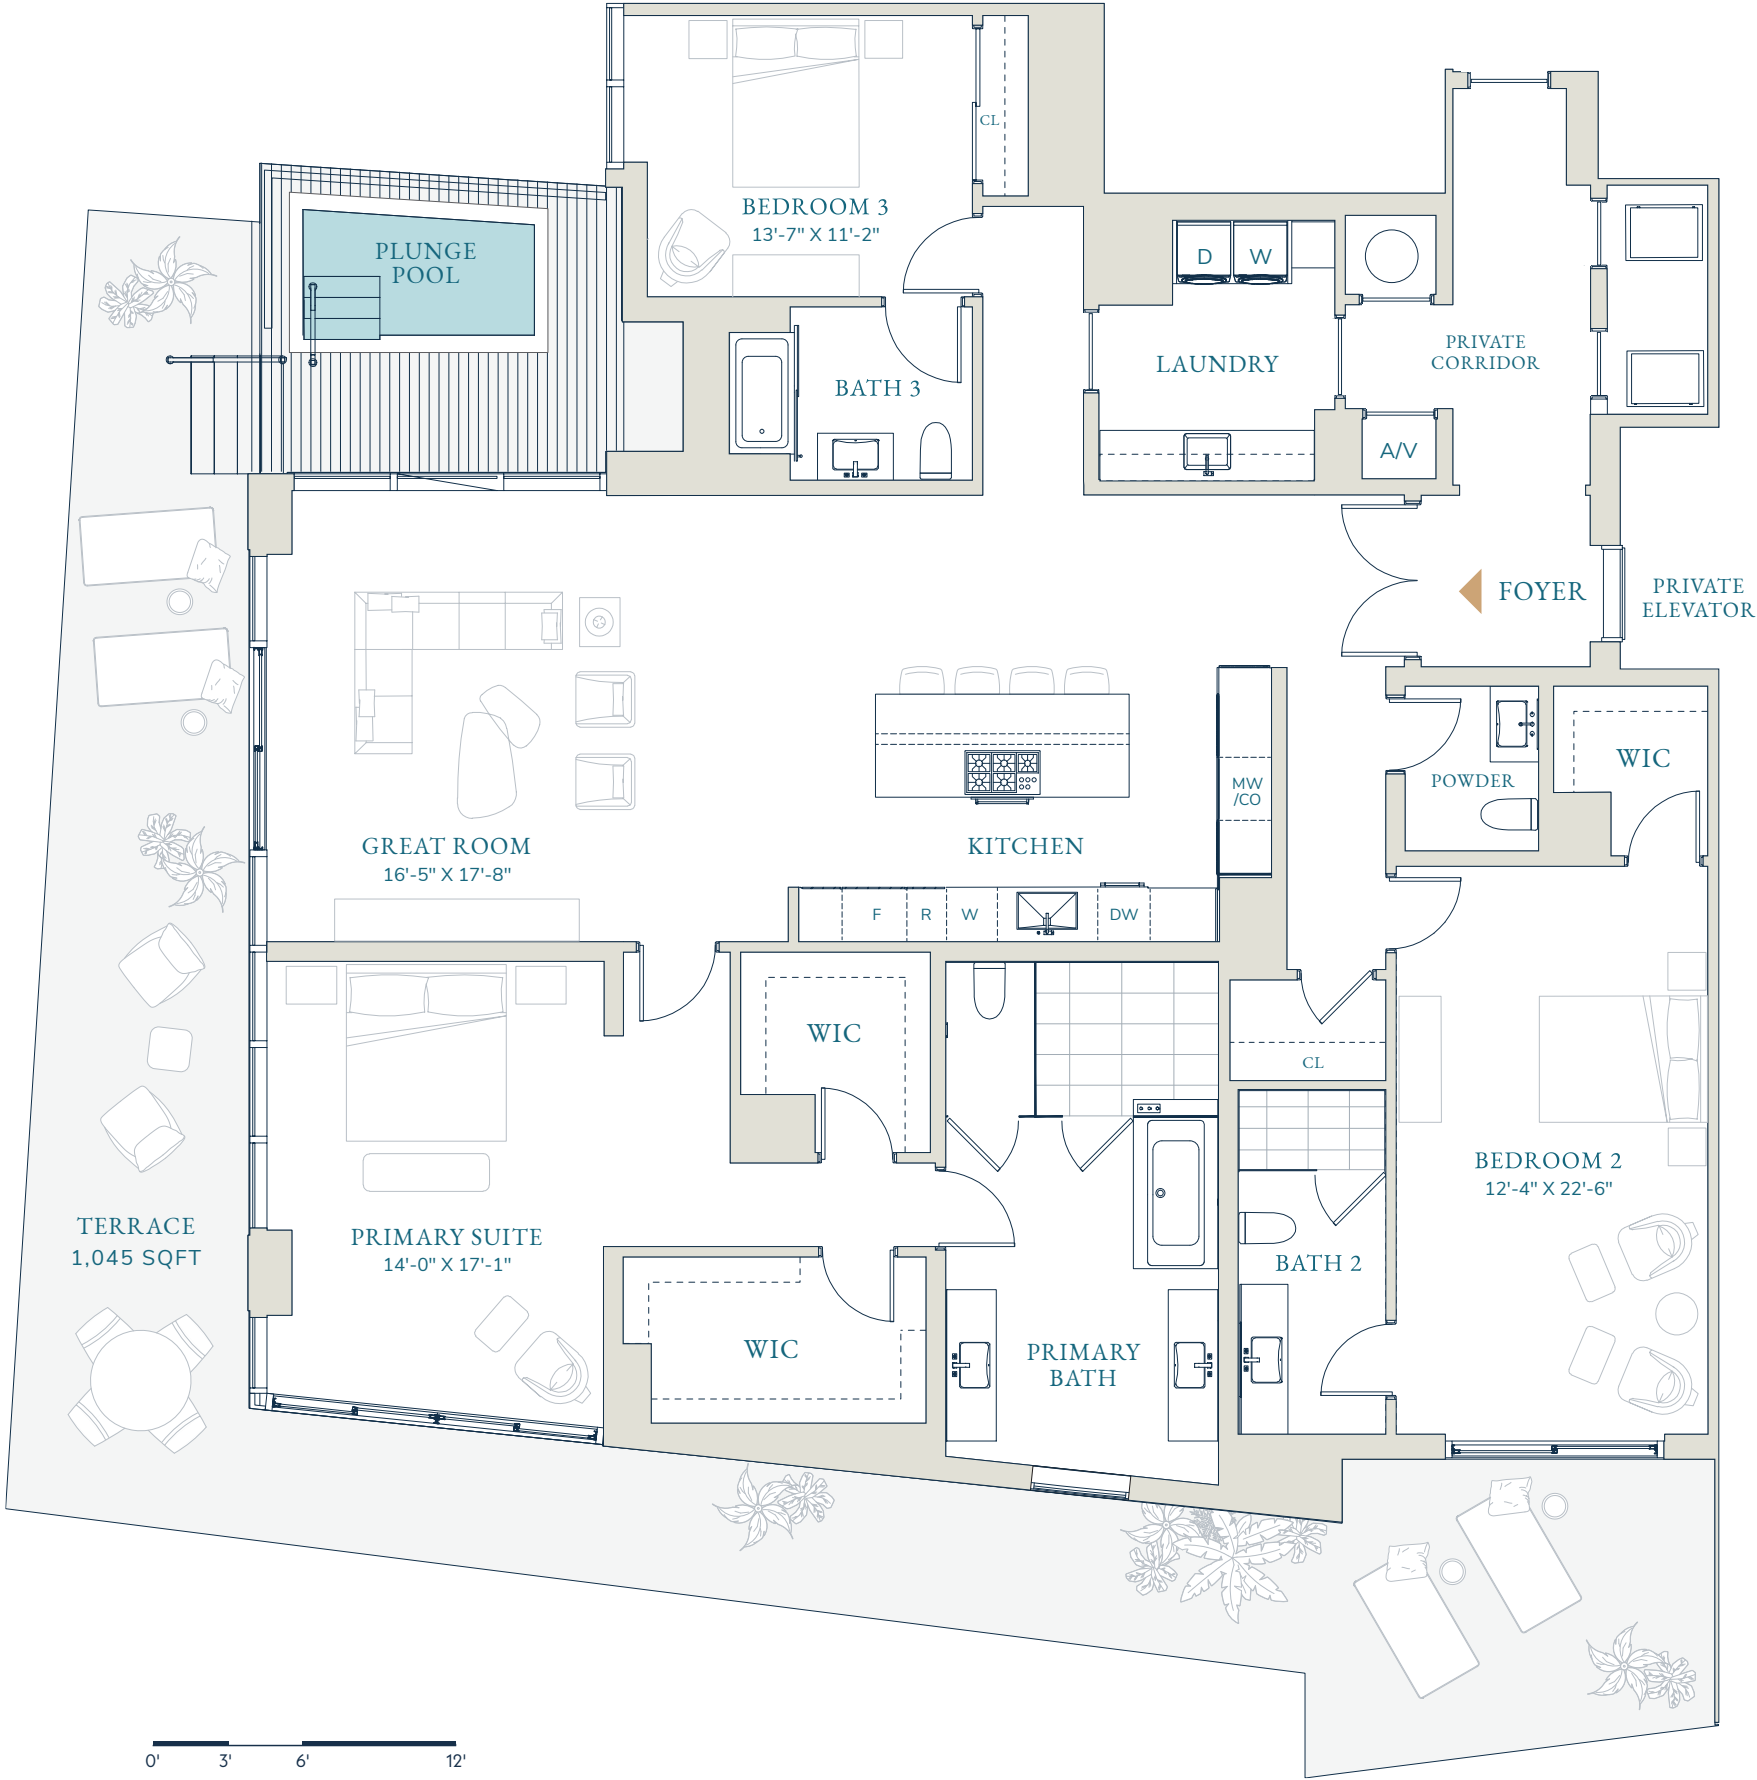 CL
BEDROOM 3
13'-7" X 11'-2"
PLUNGE
POOL
D
W
PRIVATE
CORRIDOR
LAUNDRY
BATH 3
A/V
FOYER
PRIVATE
ELEVATOR
WIC
POWDER
MW
/CO
GREAT ROOM
16'-5" X 17'-8"
KITCHEN
F
R
W
DW
WIC
CL
BEDROOM 2
12'-4" X 22'-6"
TERRACE
1,045 SQFT
PRIMARY SUITE
14'-0" X 17'-1"
BATH 2
WIC
PRIMARY
BATH
0'
3'
6'
12'